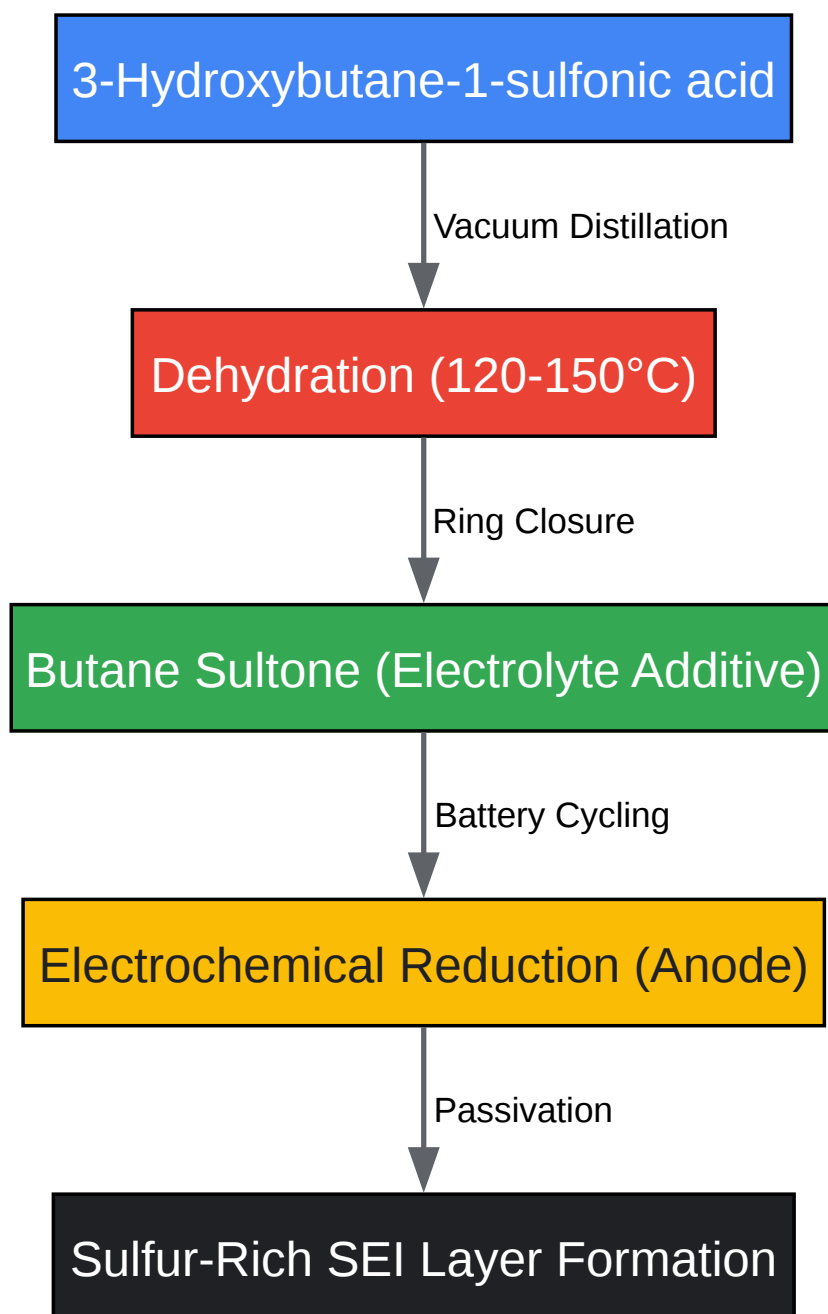 3-Hydroxybutane-1-sulfonic acid
Vacuum Distillation
Dehydration (120-150°C)
Ring Closure
Butane Sultone (Electrolyte Additive)
Battery Cycling
Electrochemical Reduction (Anode)
Passivation
Sulfur-Rich SEI Layer Formation